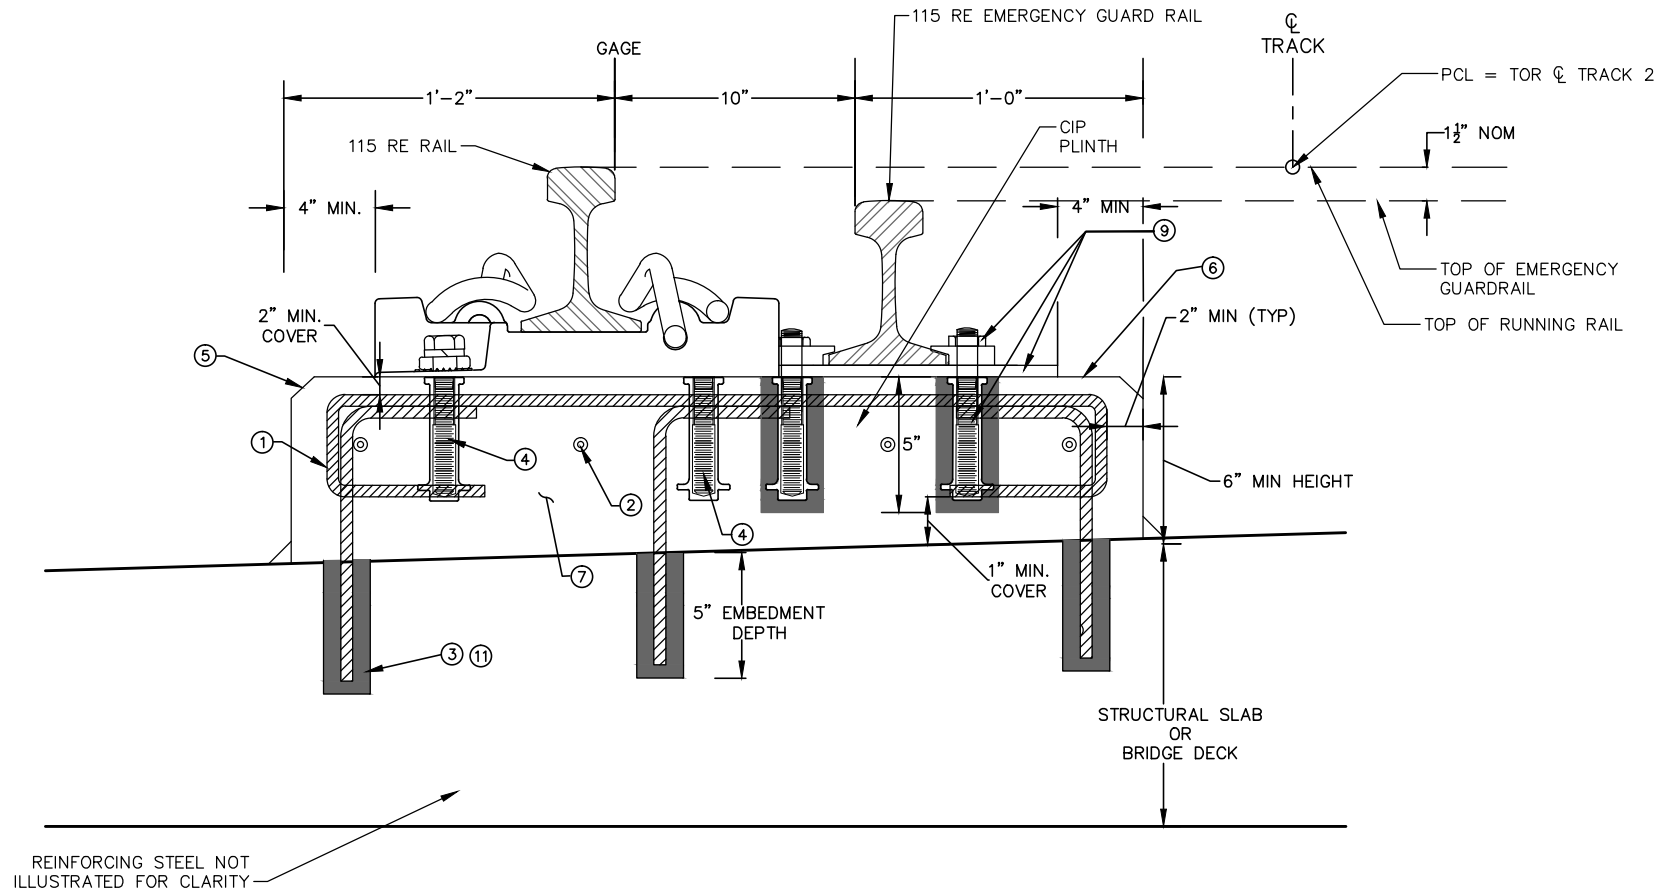 115 RE EMERGENCY GUARD RAIL
℄
TRACK
GAGE
PCL = TOR ℄ TRACK 2
1'-2"
10"
1'-0"
1½" NOM
CIP
PLINTH
115 RE RAIL
4" MIN.
4" MIN
9
6
TOP OF EMERGENCY
GUARDRAIL
2" MIN.
COVER
2" MIN (TYP)
TOP OF RUNNING RAIL
5
1
4
5"
6" MIN HEIGHT
2
4
7
1" MIN.
COVER
5" EMBEDMENT
DEPTH
3 11
STRUCTURAL SLAB
OR
BRIDGE DECK
REINFORCING STEEL NOT
ILLUSTRATED FOR CLARITY